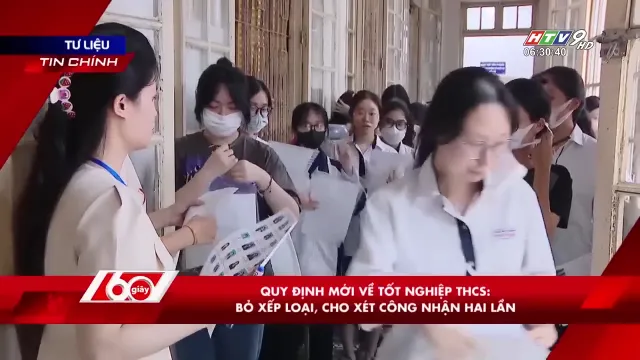 TƯ LIỆU
TIN CHÍNH
HTV9 HD
06:30:40
60 giây
QUY ĐỊNH MỚI VỀ TỐT NGHIỆP THCS:
BỎ XẾP LOẠI, CHO XÉT CÔNG NHẬN HAI LẦN